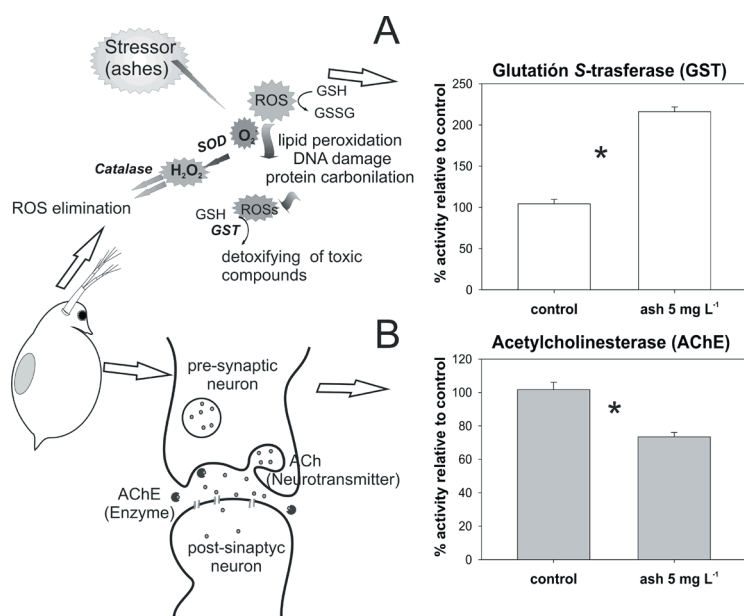 A
Stressor
(ashes)
ROS
GSH
GSSG
O2
SOD
lipid peroxidation
DNA damage
protein carbonilation
Catalase
H2O2
ROS elimination
GSH
ROSs
GST
detoxifying of toxic
compounds
Glutatión S-trasferase (GST)
% activity relative to control
250
200
150
100
50
0
*
control
ash 5 mg L-1
B
pre-synaptic
neuron
ACh
(Neurotransmitter)
AChE
(Enzyme)
post-sinaptyc
neuron
Acetylcholinesterase (AChE)
% activity relative to control
120
100
80
60
40
20
0
*
control
ash 5 mg L-1